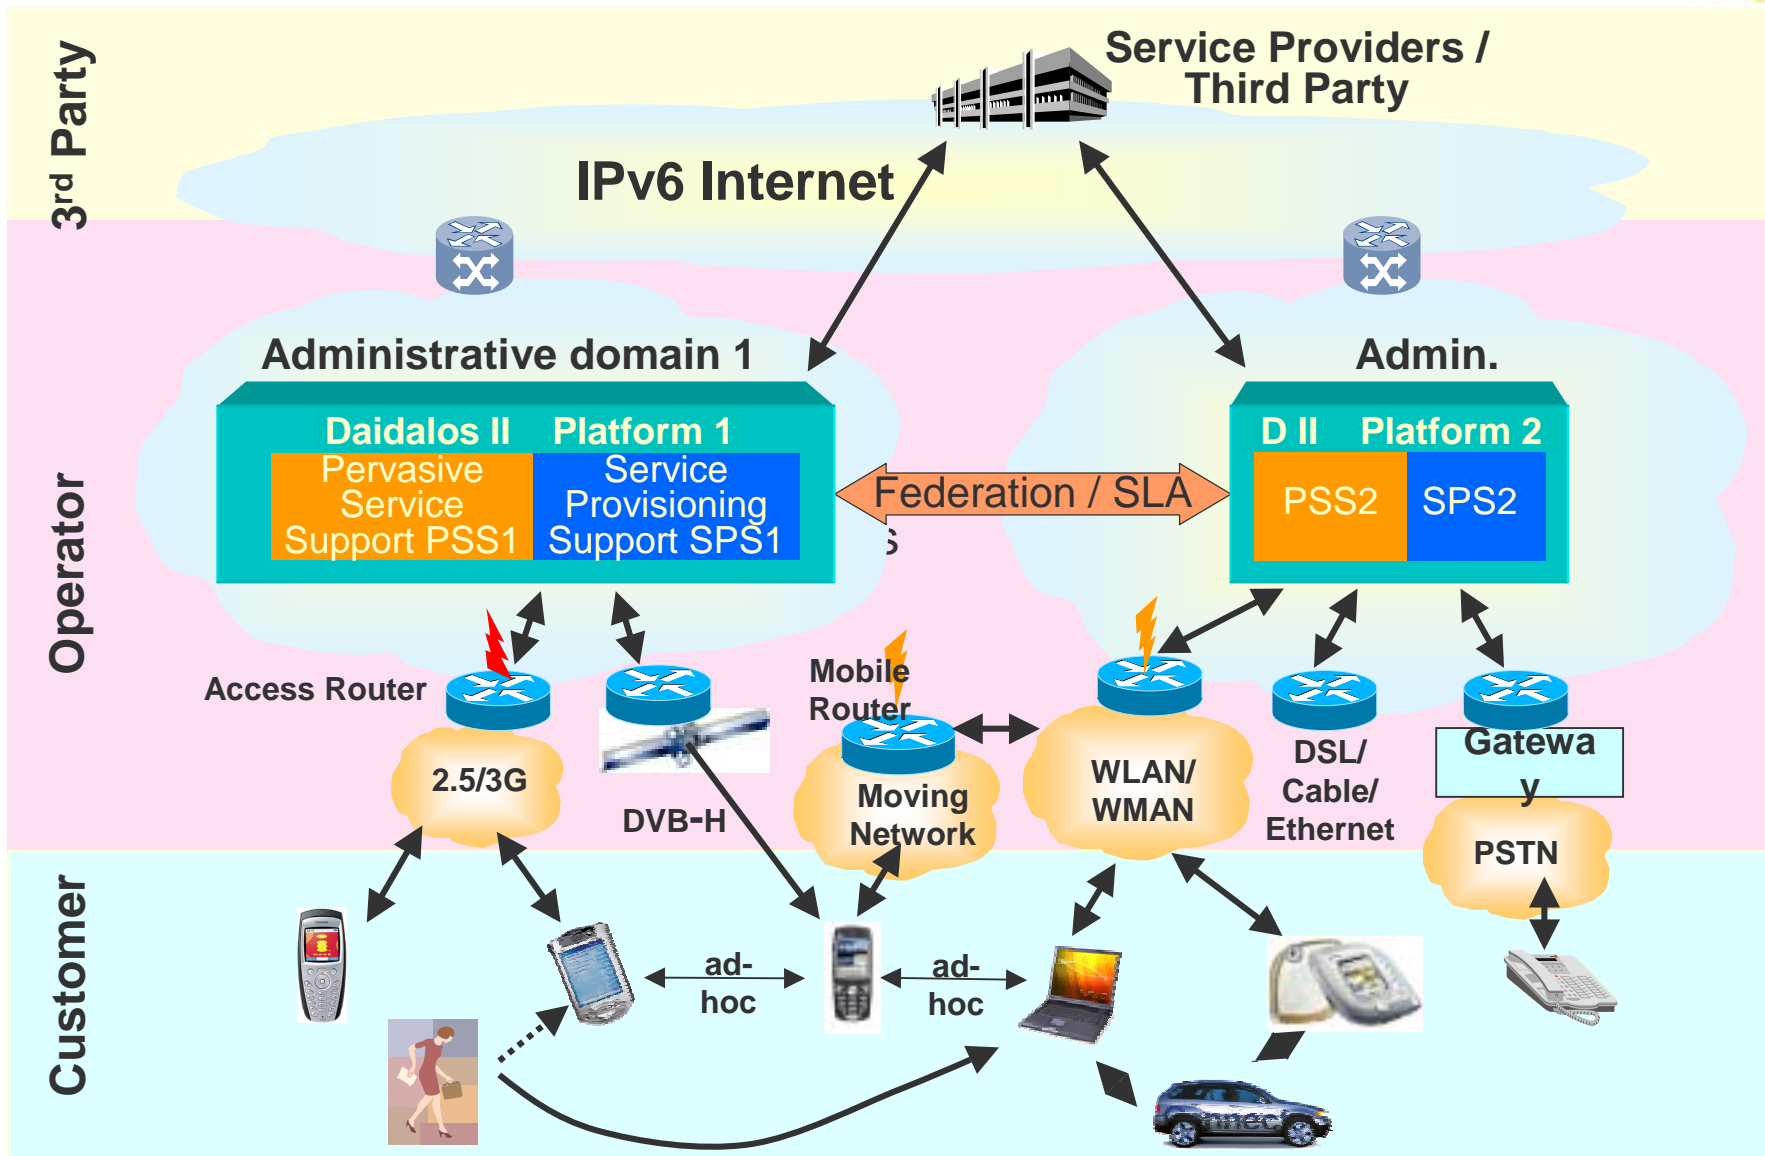 3rd Party
Service Providers /
Third Party
IPv6 Internet
Operator
Administrative domain 1
Admin.
Daidalos II Platform 1
Pervasive
Service
Support PSS1
Service
Provisioning
Support SPS1
Federation / SLA
s
D II Platform 2
PSS2
SPS2
Access Router
Mobile
Router
2.5/3G
DVB-H
Moving
Network
WLAN/
WMAN
DSL/
Cable/
Ethernet
Gatewa
y
PSTN
Customer
ad-
hoc
ad-
hoc